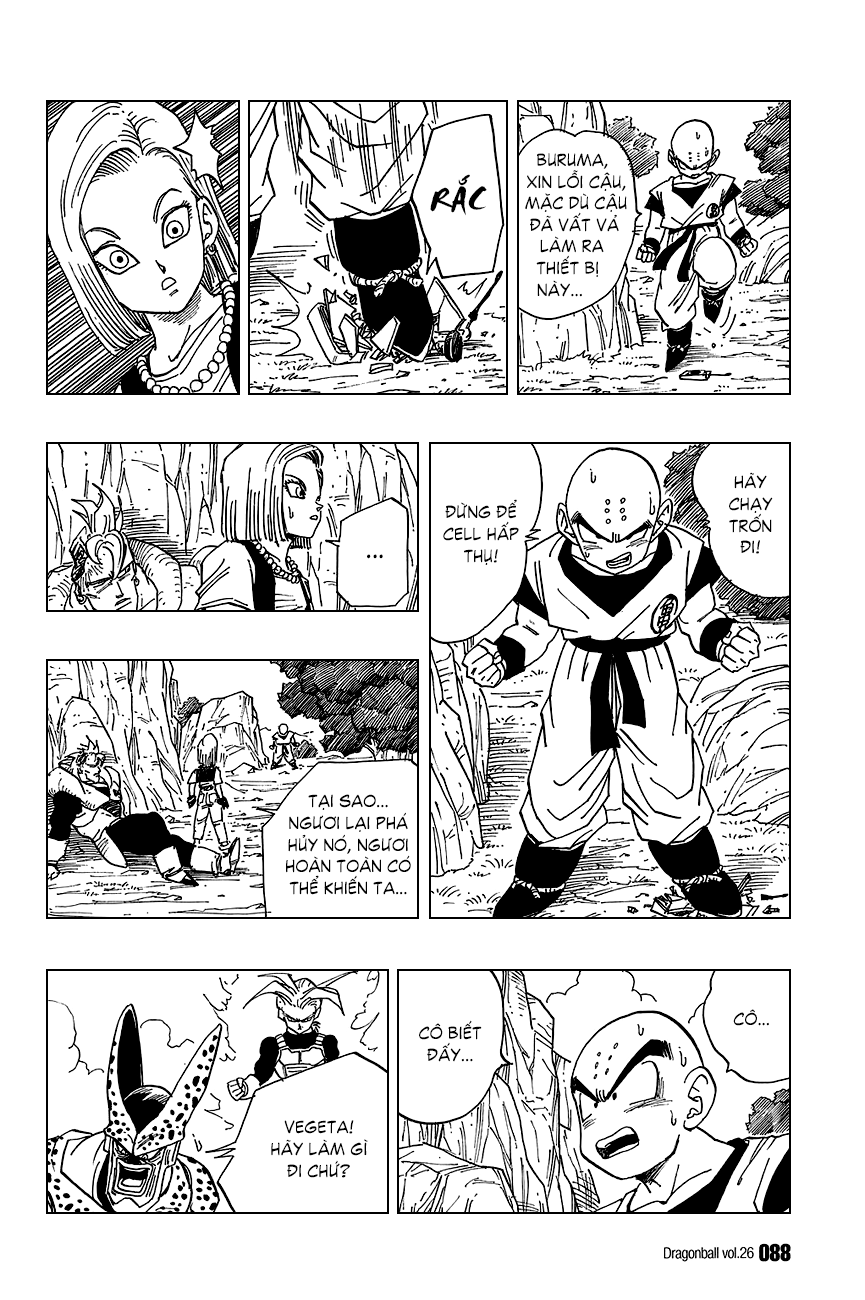 BURUMA,
XIN LỖI CẬU,
MẶC DÙ CẬU
ĐÃ VẤT VẢ
LÀM RA
THIẾT BỊ
NÀY...
RẮC
HÃY
CHẠY
TRỐN
ĐI!
ĐỪNG ĐỂ
CELL HẤP
THỤ!
...
TẠI SAO...
NGƯƠI LẠI PHÁ
HỦY NÓ, NGƯƠI
HOÀN TOÀN CÓ
THỂ KHIẾN TA...
CÔ...
CÔ BIẾT
ĐẤY...
VEGETA!
HÃY LÀM GÌ
ĐI CHỨ?
Dragonball vol.26 088